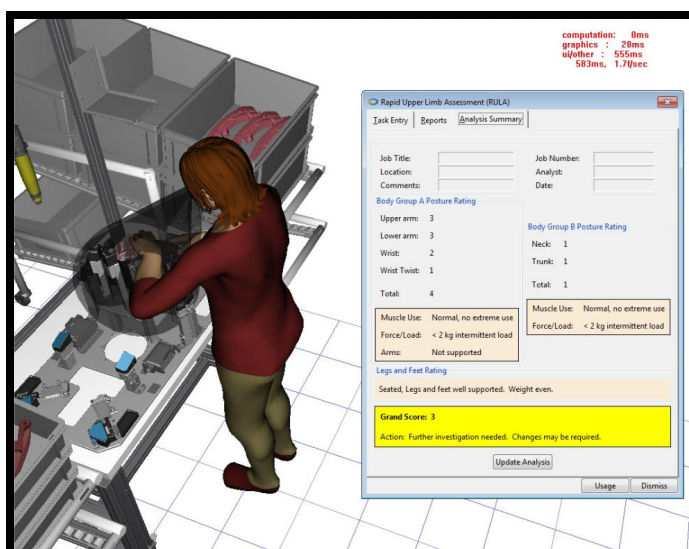 computation: 0ms
graphics : 28ms
ui/other : 555ms
583ms, 1.7f/sec
Rapid Upper Limb Assessment (RULA)
Task Entry Reports Analysis Summary
Job Title: Job Number:
Location: Analyst:
Comments: Date:
Body Group A Posture Rating
Upper arm: 3
Lower arm: 3
Wrist: 2
Wrist Twist: 1
Total: 4
Muscle Use: Normal, no extreme use
Force/Load: < 2 kg intermittent load
Arms: Not supported
Body Group B Posture Rating
Neck: 1
Trunk: 1
Total: 1
Muscle Use: Normal, no extreme use
Force/Load: < 2 kg intermittent load
Legs and Feet Rating
Seated, Legs and feet well supported. Weight even.
Grand Score: 3
Action: Further investigation needed. Changes may be required.
Update Analysis
Usage Dismiss